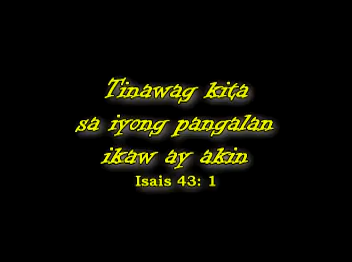 Tinawag kita
sa iyong pangalan
ikaw ay akin
Isais 43: 1